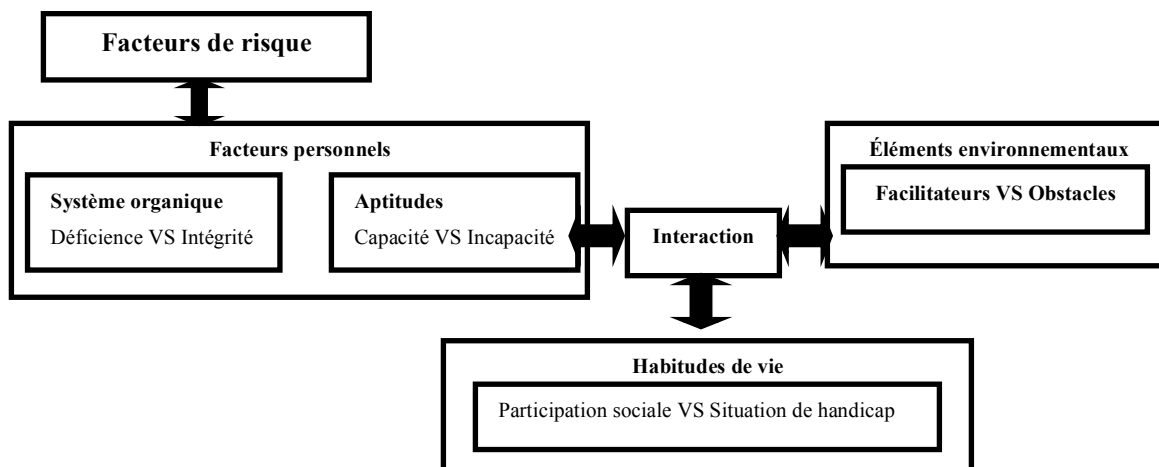 Facteurs de risque
Facteurs personnels
Système organique
Déficience VS Intégrité
Aptitudes
Capacité VS Incapacité
Interaction
Éléments environnementaux
Facilitateurs VS Obstacles
Habitudes de vie
Participation sociale VS Situation de handicap